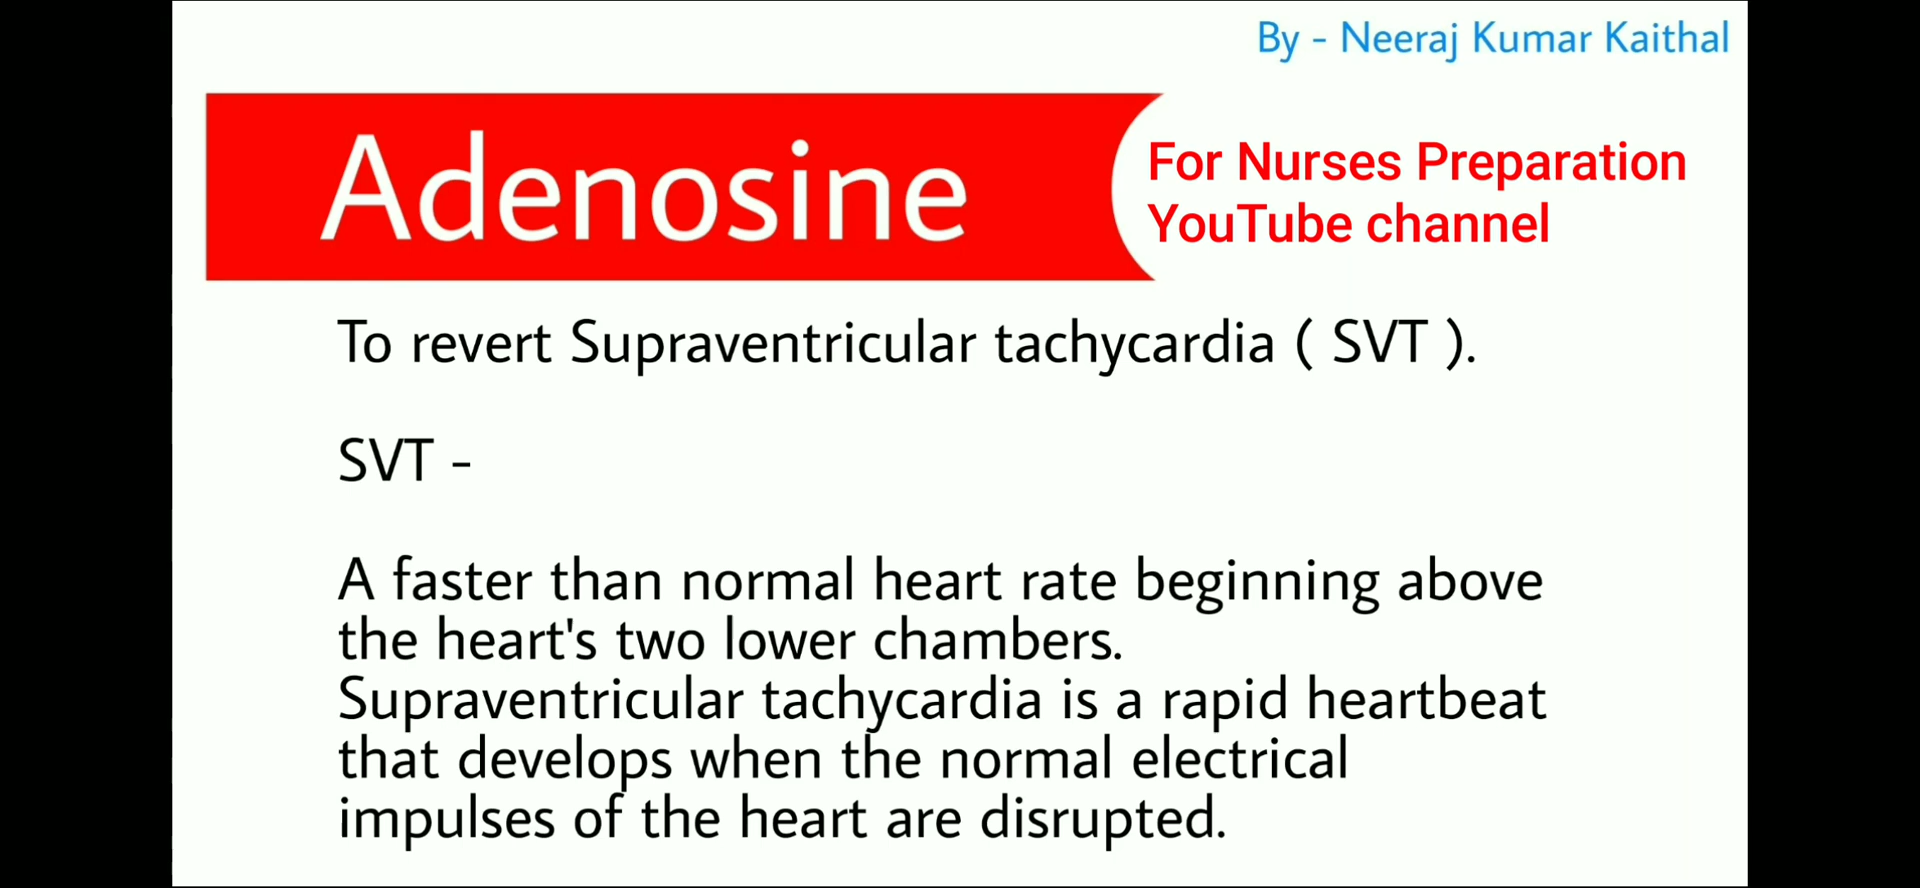 By - Neeraj Kumar Kaithal
Adenosine
For Nurses Preparation
YouTube channel
To revert Supraventricular tachycardia ( SVT ).
SVT -
A faster than normal heart rate beginning above
the heart's two lower chambers.
Supraventricular tachycardia is a rapid heartbeat
that develops when the normal electrical
impulses of the heart are disrupted.